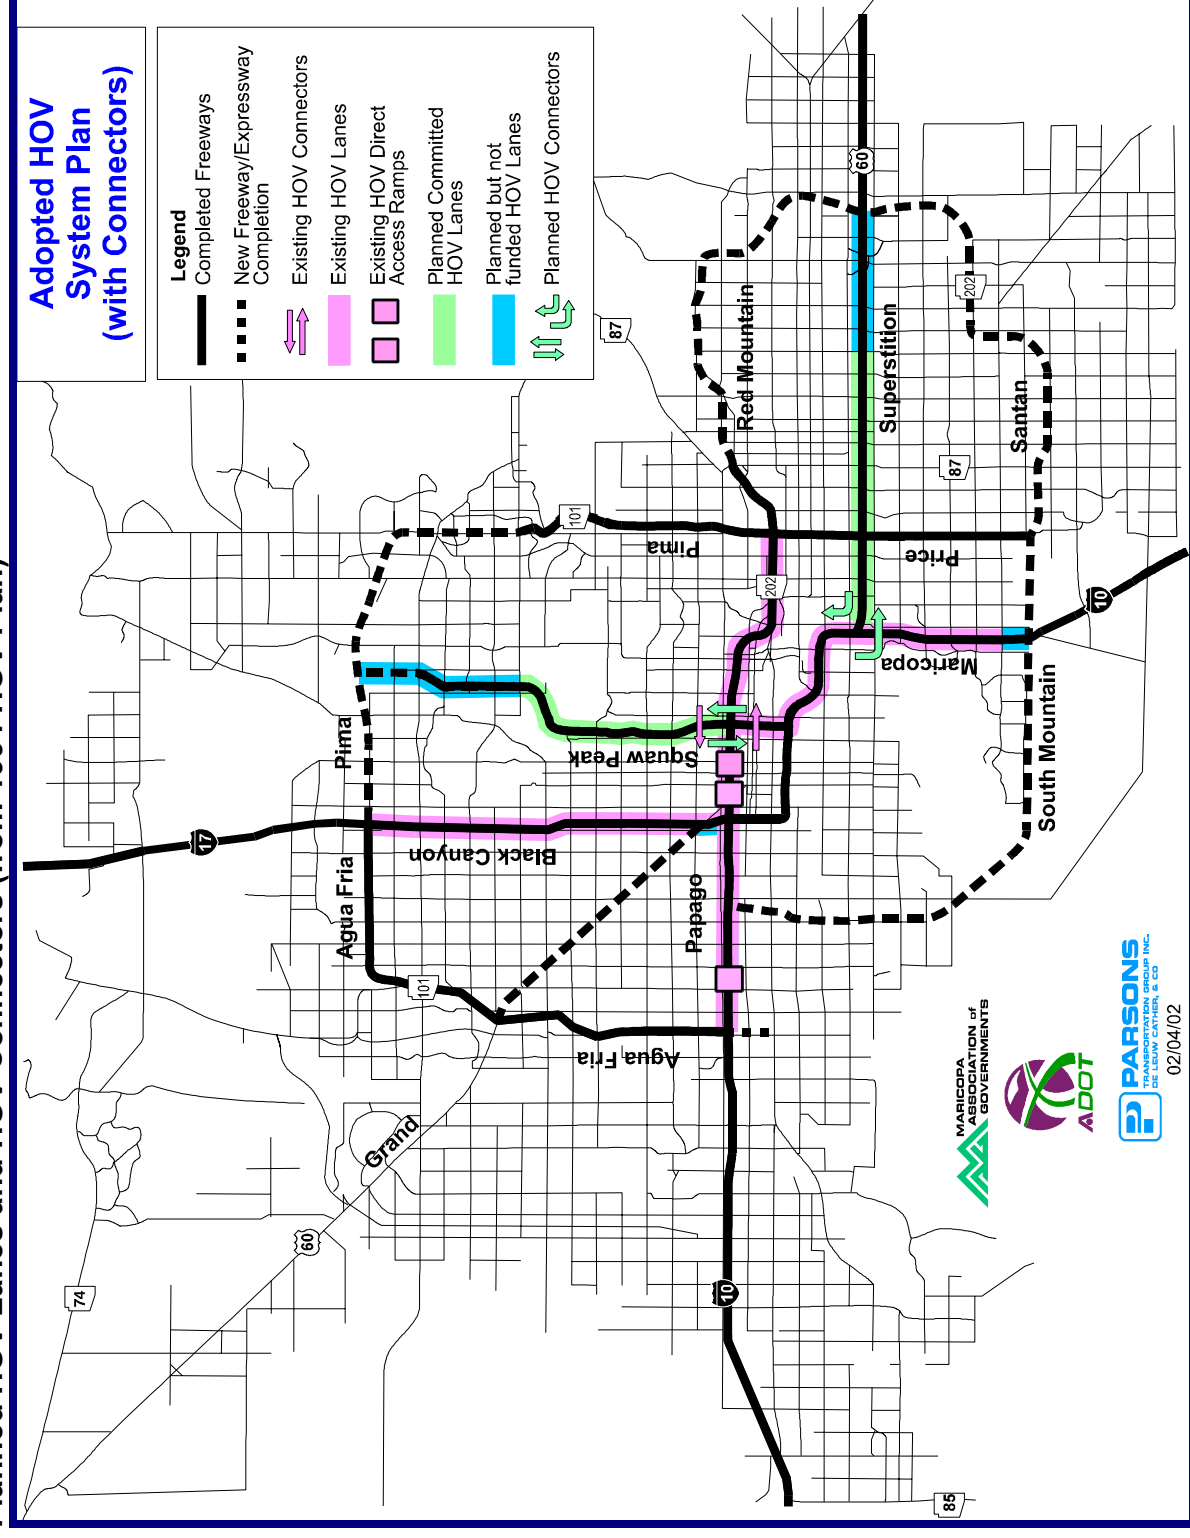 Adopted HOV
System Plan
(with Connectors)
Legend
Completed Freeways
New Freeway/Expressway
Completion
Existing HOV Connectors
Existing HOV Lanes
Existing HOV Direct
Access Ramps
Planned Committed
HOV Lanes
Planned but not
funded HOV Lanes
Planned HOV Connectors
87
60
202
Red Mountain
Superstition
Santan
87
101
Pima
Price
202
10
Maricopa
South Mountain
Pima
Squaw Peak
17
Black Canyon
Agua Fria
Papago
101
Agua Fria
Grand
60
74
10
85
MARICOPA
ASSOCIATION of
GOVERNMENTS
ADOT
PARSONS
TRANSPORTATION GROUP INC.
DE LEUW CATHER, & CO
02/04/02